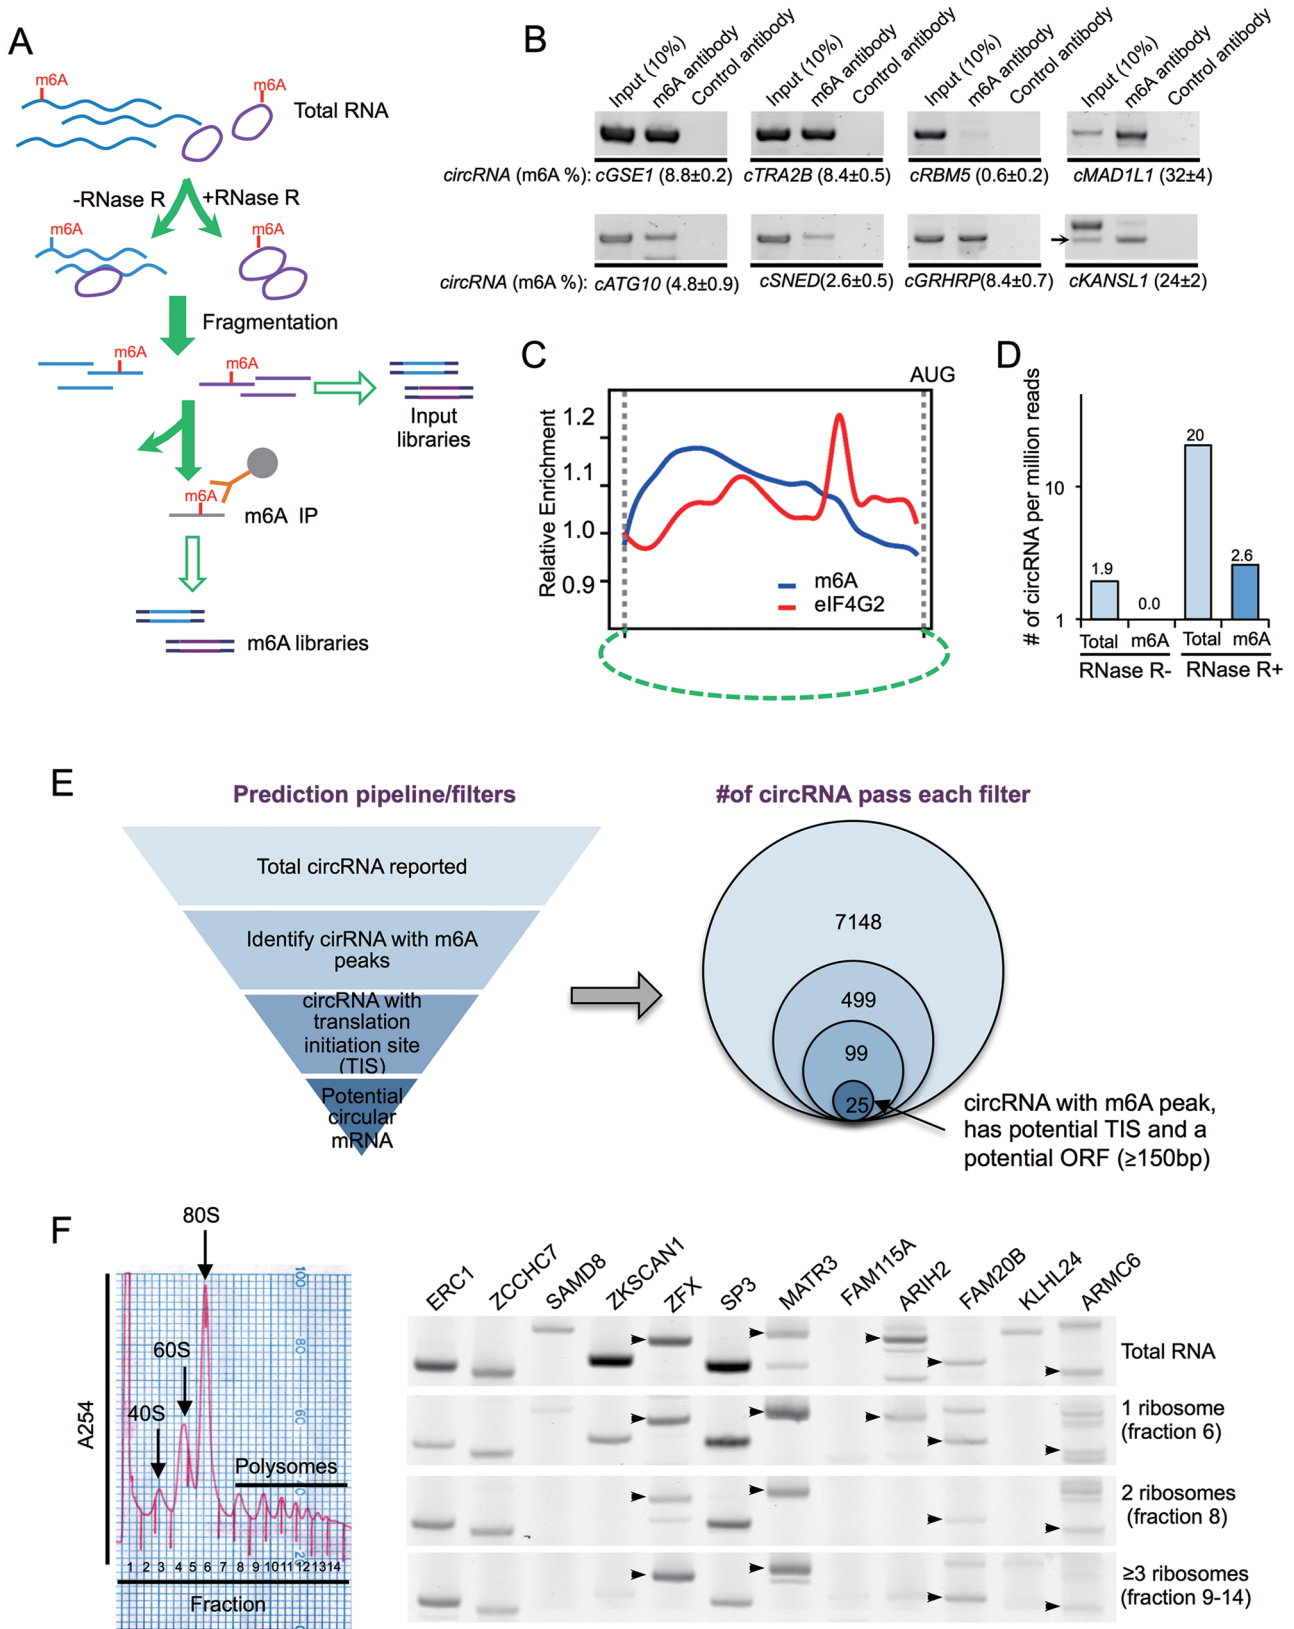 A
m6A
m6A
Total RNA
-RNase R
+RNase R
m6A
m6A
Fragmentation
m6A
m6A
Input
libraries
m6A
m6A IP
m6A libraries
B
Input (10%)
m6A antibody
Control antibody
Input (10%)
m6A antibody
Control antibody
Input (10%)
m6A antibody
Control antibody
Input (10%)
m6A antibody
Control antibody
circRNA (m6A %): cGSE1 (8.8±0.2) cTRA2B (8.4±0.5) cRBM5 (0.6±0.2) cMAD1L1 (32±4)
circRNA (m6A %): cATG10 (4.8±0.9) cSNED(2.6±0.5) cGRHRP(8.4±0.7) cKANSL1 (24±2)
C
AUG
Relative Enrichment
1.2
1.1
1.0
0.9
m6A
eIF4G2
D
# of circRNA per million reads
10
1
1.9
0.0
20
2.6
Total m6A Total m6A
RNase R- RNase R+
E
Prediction pipeline/filters
Total circRNA reported
Identify cirRNA with m6A
peaks
circRNA with
translation
initiation site
(TIS)
Potential
circular
mRNA
#of circRNA pass each filter
7148
499
99
25
circRNA with m6A peak,
has potential TIS and a
potential ORF (≥150bp)
F
80S
60S
40S
Polysomes
A254
100
80
60
40
20
0
1 2 3 4 5 6 7 8 9 10 11 12 13 14
Fraction
ERC1
ZCCHC7
SAMD8
ZKSCAN1
ZFX
SP3
MATR3
FAM115A
ARIH2
FAM20B
KLHL24
ARMC6
Total RNA
1 ribosome
(fraction 6)
2 ribosomes
(fraction 8)
≥3 ribosomes
(fraction 9-14)